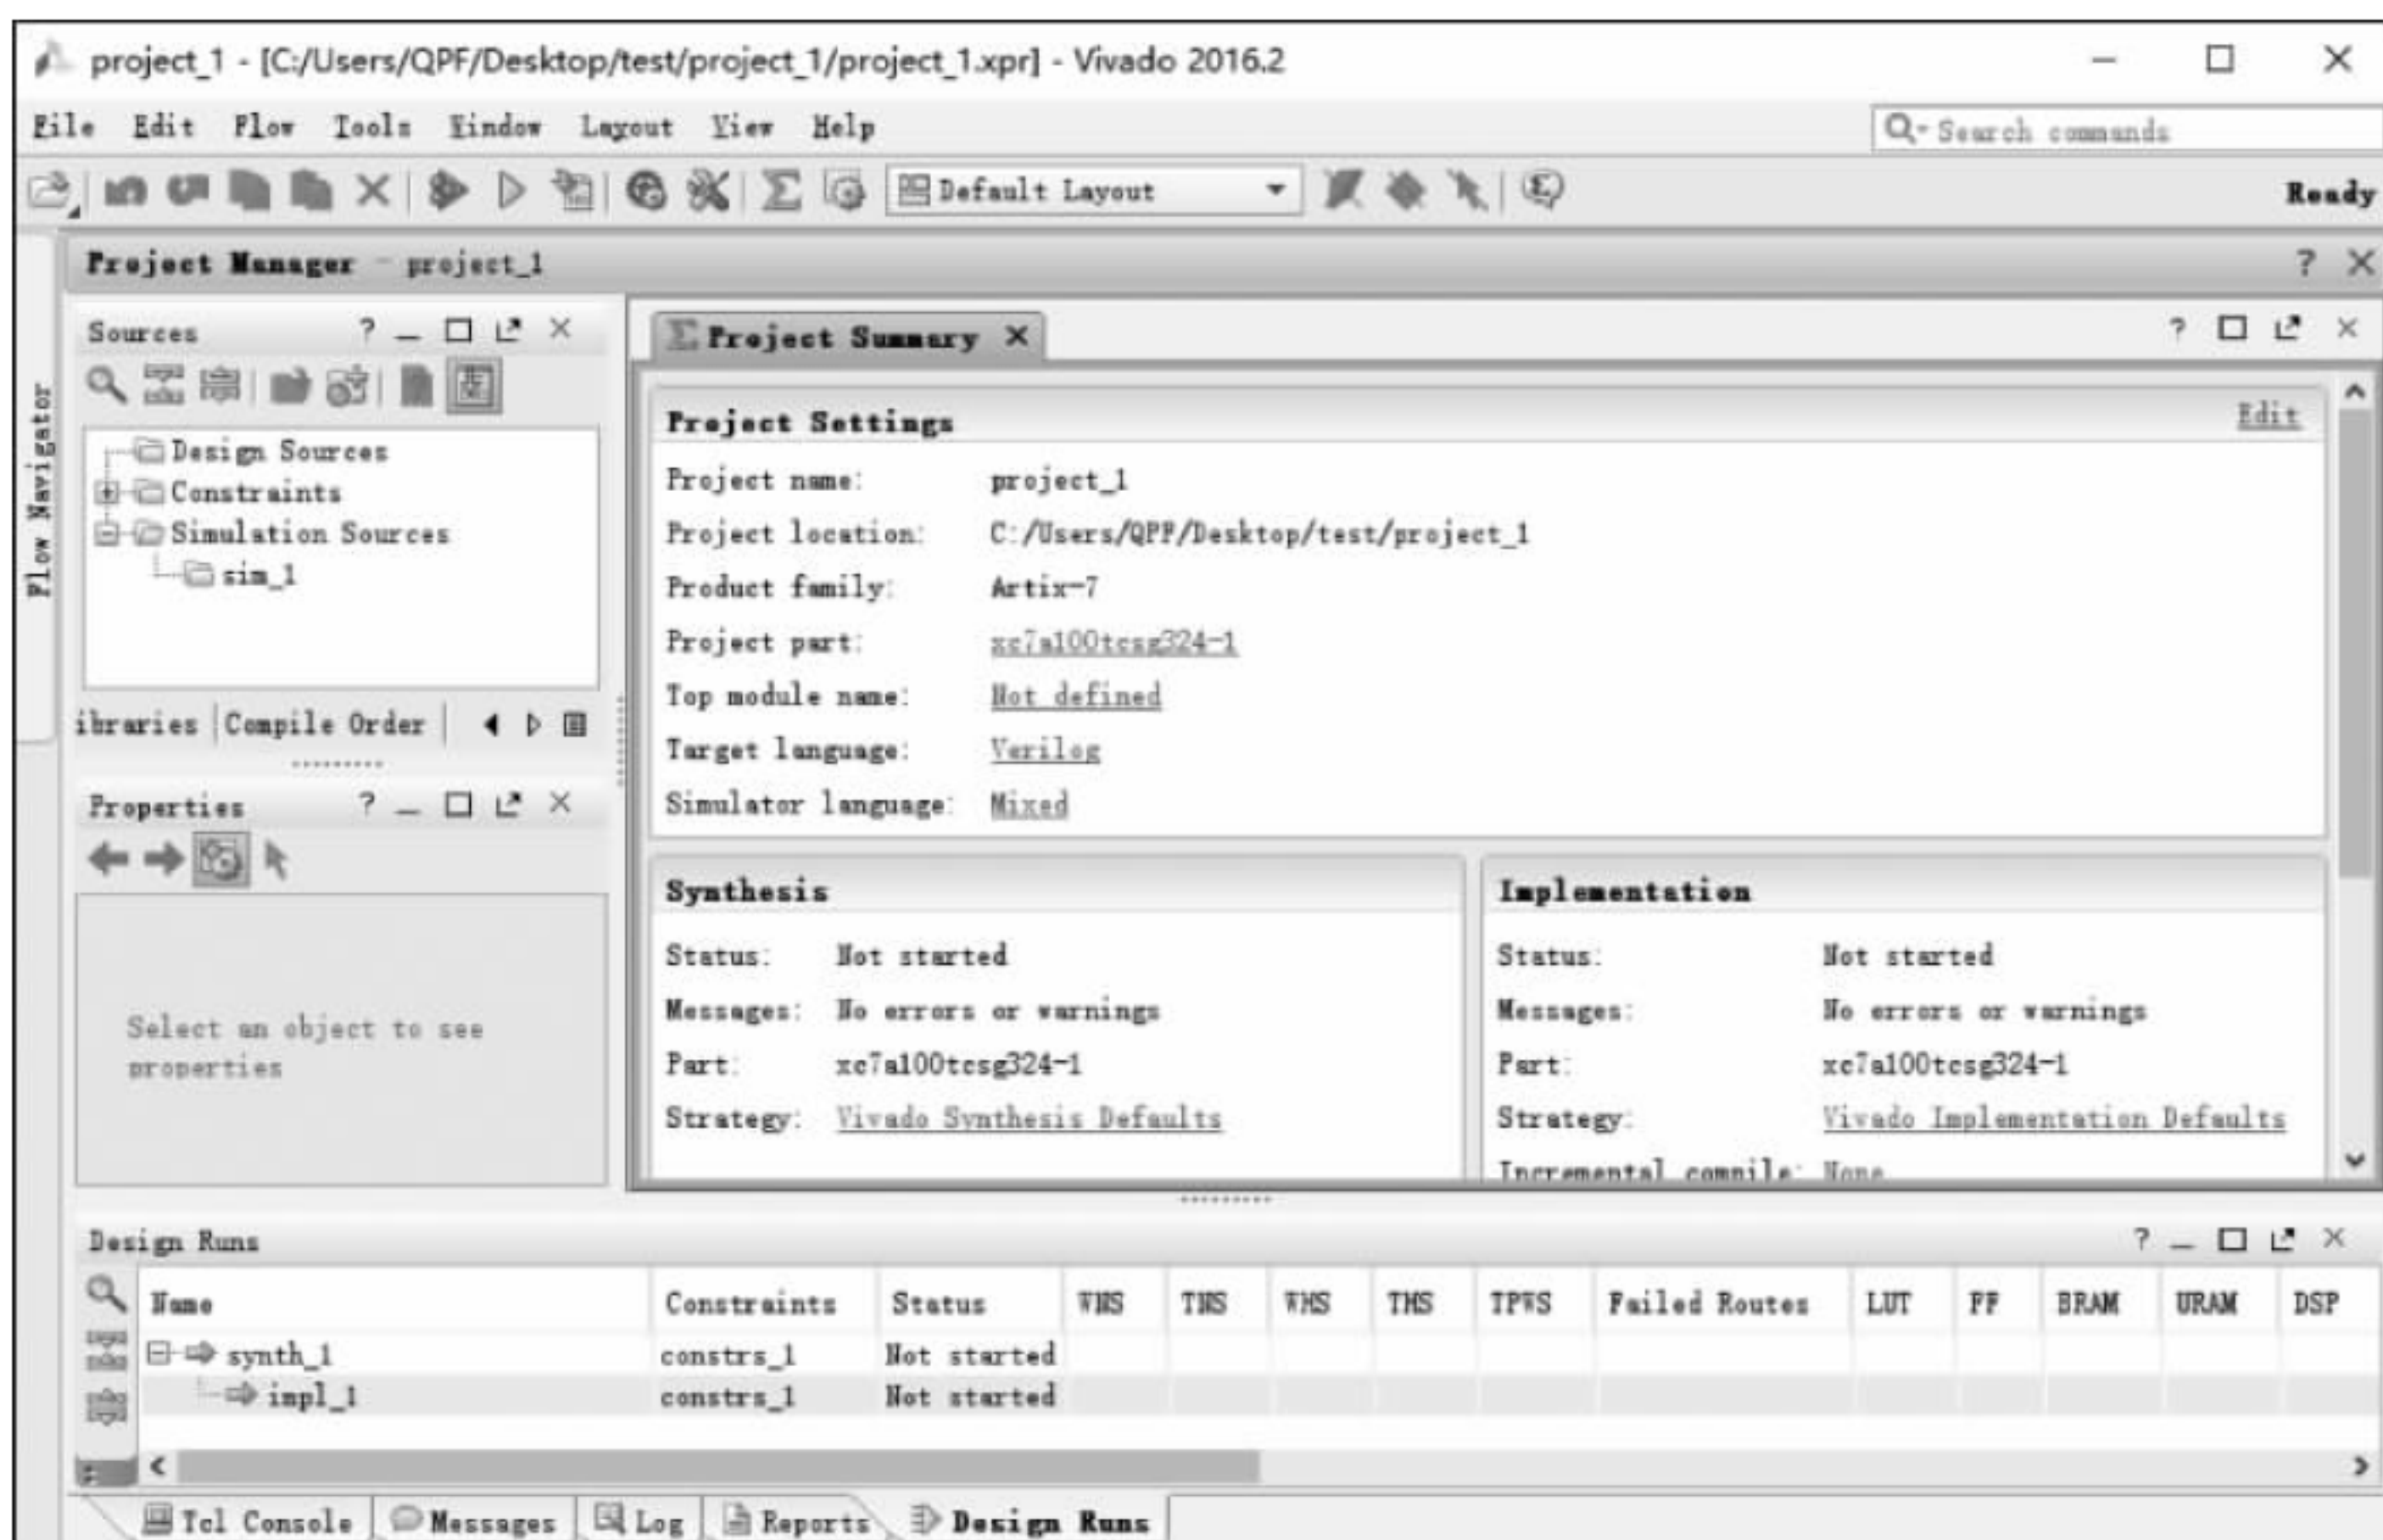 project_1 - [C:/Users/QPF/Desktop/test/project_1/project_1.xpr] - Vivado 2016.2
File Edit Flow Tools Window Layout View Help
Search commands
Default Layout
Ready
Flow Navigator
Project Manager - project_1
Sources
Design Sources
Constraints
Simulation Sources
sim_1
ibraries Compile Order
Properties
Select an object to see
properties
Project Summary
Project Settings
Edit
Project name: project_1
Project location: C:/Users/QPF/Desktop/test/project_1
Product family: Artix-7
Project part: xc7a100tcsg324-1
Top module name: Not defined
Target language: Verilog
Simulator language: Mixed
Synthesis
Status: Not started
Messages: No errors or warnings
Part: xc7a100tcsg324-1
Strategy: Vivado Synthesis Defaults
Implementation
Status: Not started
Messages: No errors or warnings
Part: xc7a100tcsg324-1
Strategy: Vivado Implementation Defaults
Incremental compile: None
Design Runs
Name Constraints Status WNS TNS WHS THS TPWS Failed Routes LUT FF BRAM URAM DSP
synth_1 constrs_1 Not started
impl_1 constrs_1 Not started
Tcl Console Messages Log Reports Design Runs